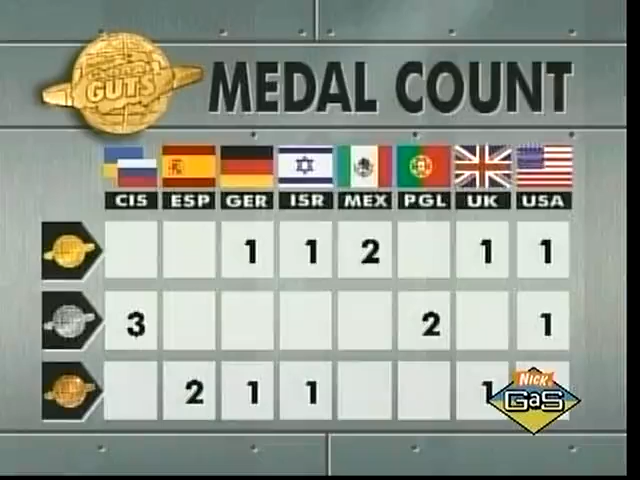 GUTS MEDAL COUNT
CIS ESP GER ISR MEX PGL UK USA
1 1 2 1 1
3 2 1
2 1 1 1
NICK
GaS